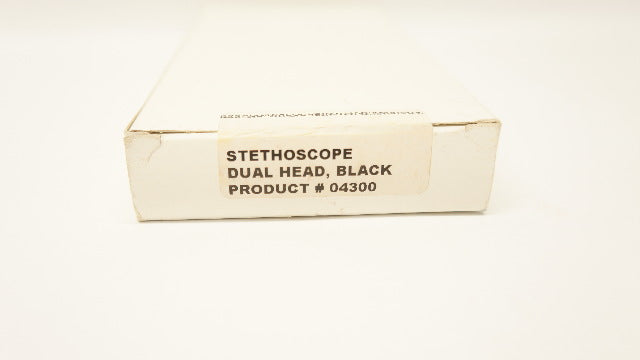 STETHOSCOPE
DUAL HEAD, BLACK
PRODUCT # 04300